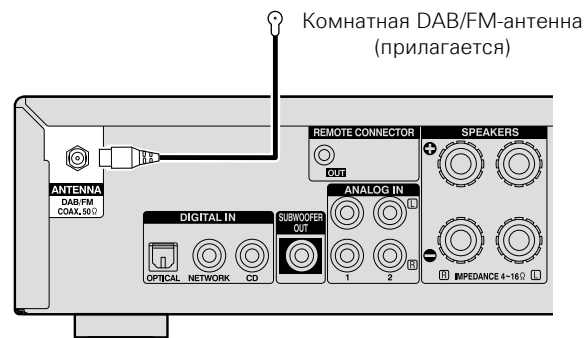 Комнатная DAB/FM-антенна
(прилагается)
REMOTE CONNECTOR
OUT
SPEAKERS
ANTENNA
DAB/FM
COAX. 50Ω
DIGITAL IN
OPTICAL NETWORK CD
SUBWOOFER
OUT
ANALOG IN
L
R
1 2
R IMPEDANCE 4~16Ω L